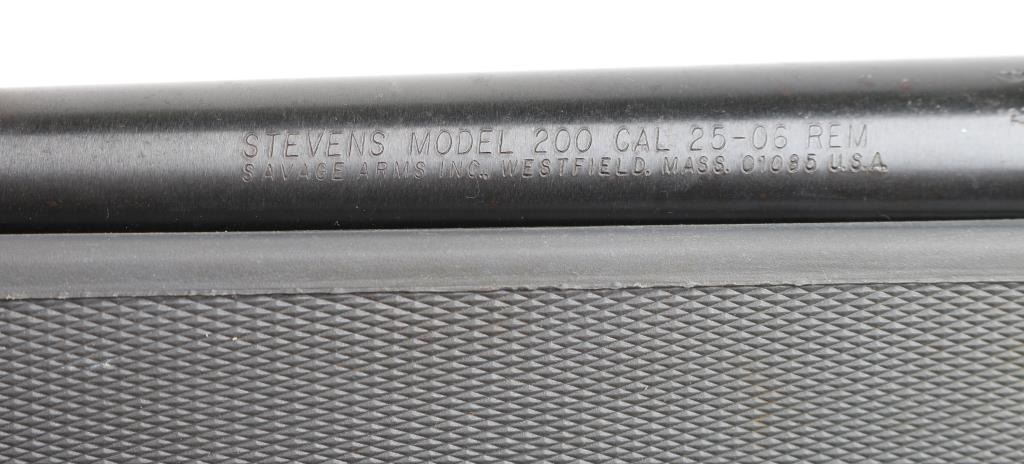 STEVENS MODEL 200 CAL 25-06 REM
SAVAGE ARMS INC., WESTFIELD, MASS. 01085 U.S.A.